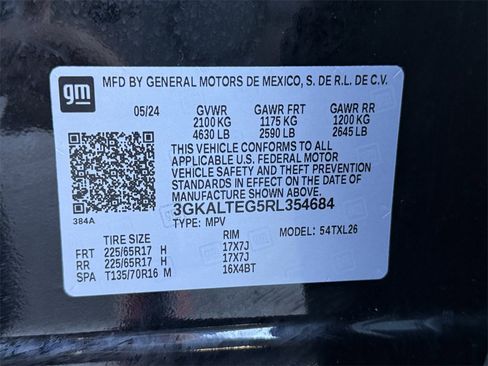 gm
MFD BY GENERAL MOTORS DE MEXICO, S. DE R.L. DE C.V.
05/24 GVWR GAWR FRT GAWR RR
2100 KG 1175 KG 1200 KG
4630 LB 2590 LB 2645 LB
THIS VEHICLE CONFORMS TO ALL
APPLICABLE U.S. FEDERAL MOTOR
VEHICLE SAFETY AND THEFT PREVENTION
STANDARDS IN EFFECT ON THE DATE OF
MANUFACTURE SHOWN ABOVE.
384A
3GKALTEG5RL354684
TYPE: MPV MODEL: 54TXL26
TIRE SIZE RIM
FRT 225/65R17 H 17X7J
RR 225/65R17 H 17X7J
SPA T135/70R16 M 16X4BT